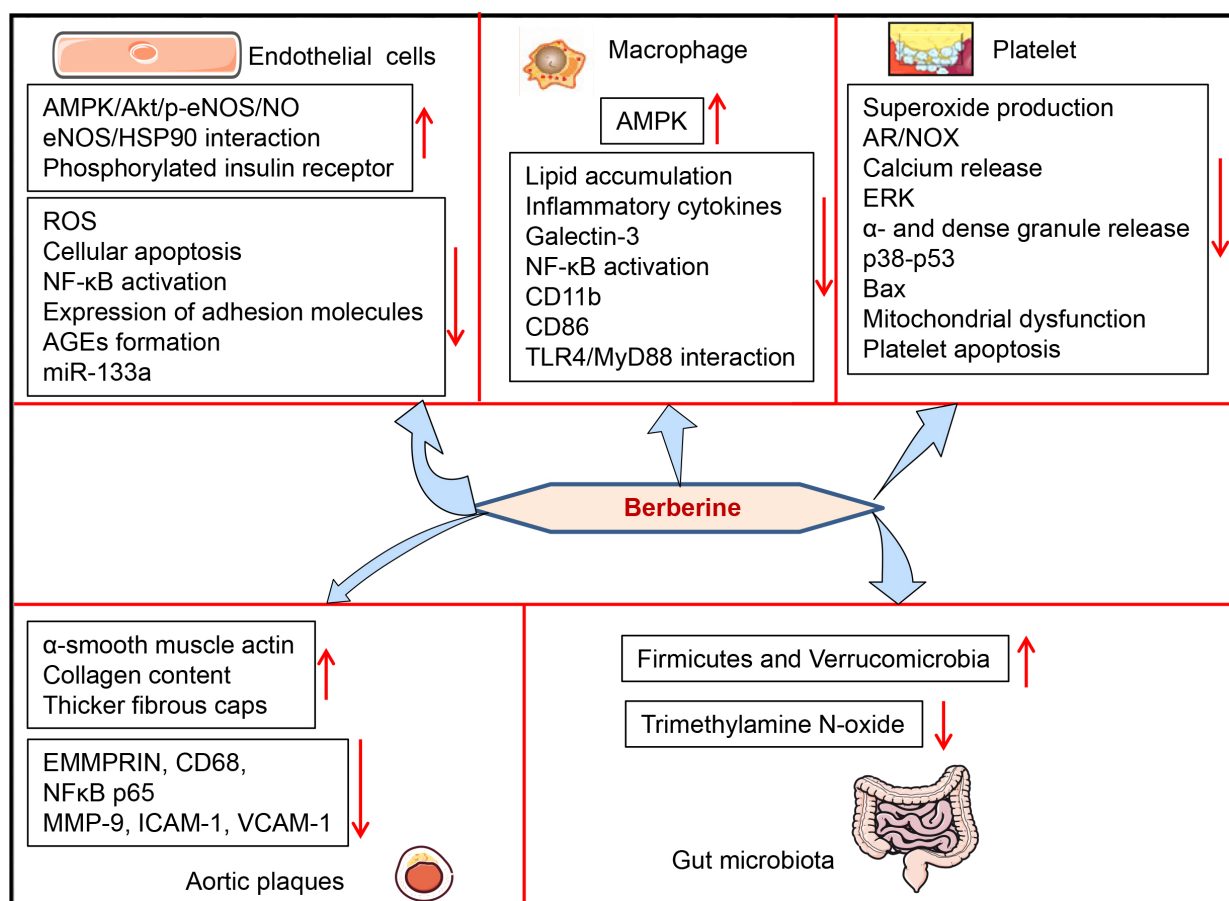 Endothelial cells
AMPK/Akt/p-eNOS/NO
eNOS/HSP90 interaction
Phosphorylated insulin receptor
ROS
Cellular apoptosis
NF-κB activation
Expression of adhesion molecules
AGEs formation
miR-133a
Macrophage
AMPK
Lipid accumulation
Inflammatory cytokines
Galectin-3
NF-κB activation
CD11b
CD86
TLR4/MyD88 interaction
Platelet
Superoxide production
AR/NOX
Calcium release
ERK
α- and dense granule release
p38-p53
Bax
Mitochondrial dysfunction
Platelet apoptosis
Berberine
α-smooth muscle actin
Collagen content
Thicker fibrous caps
EMMPRIN, CD68,
NFκB p65
MMP-9, ICAM-1, VCAM-1
Aortic plaques
Firmicutes and Verrucomicrobia
Trimethylamine N-oxide
Gut microbiota